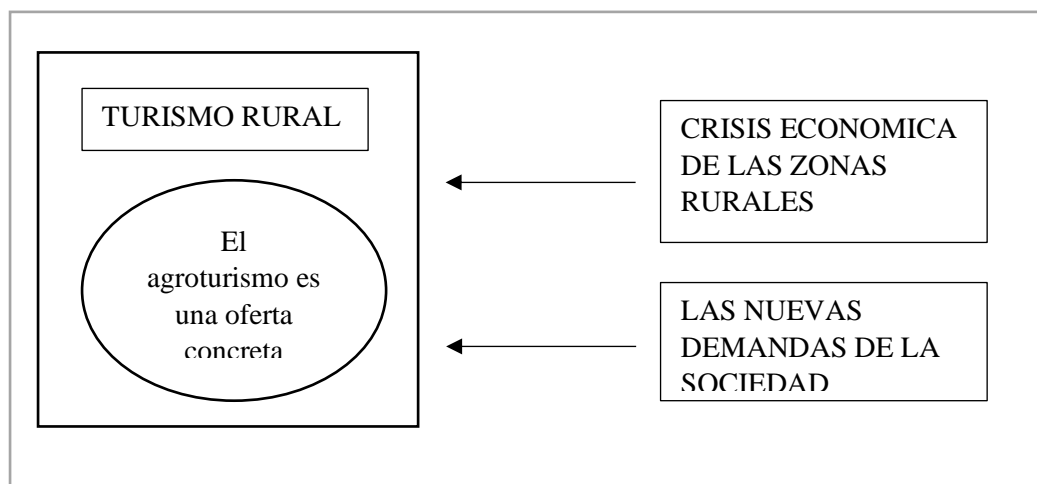 TURISMO RURAL
El
agroturismo es
una oferta
concreta
CRISIS ECONOMICA
DE LAS ZONAS
RURALES
LAS NUEVAS
DEMANDAS DE LA
SOCIEDAD